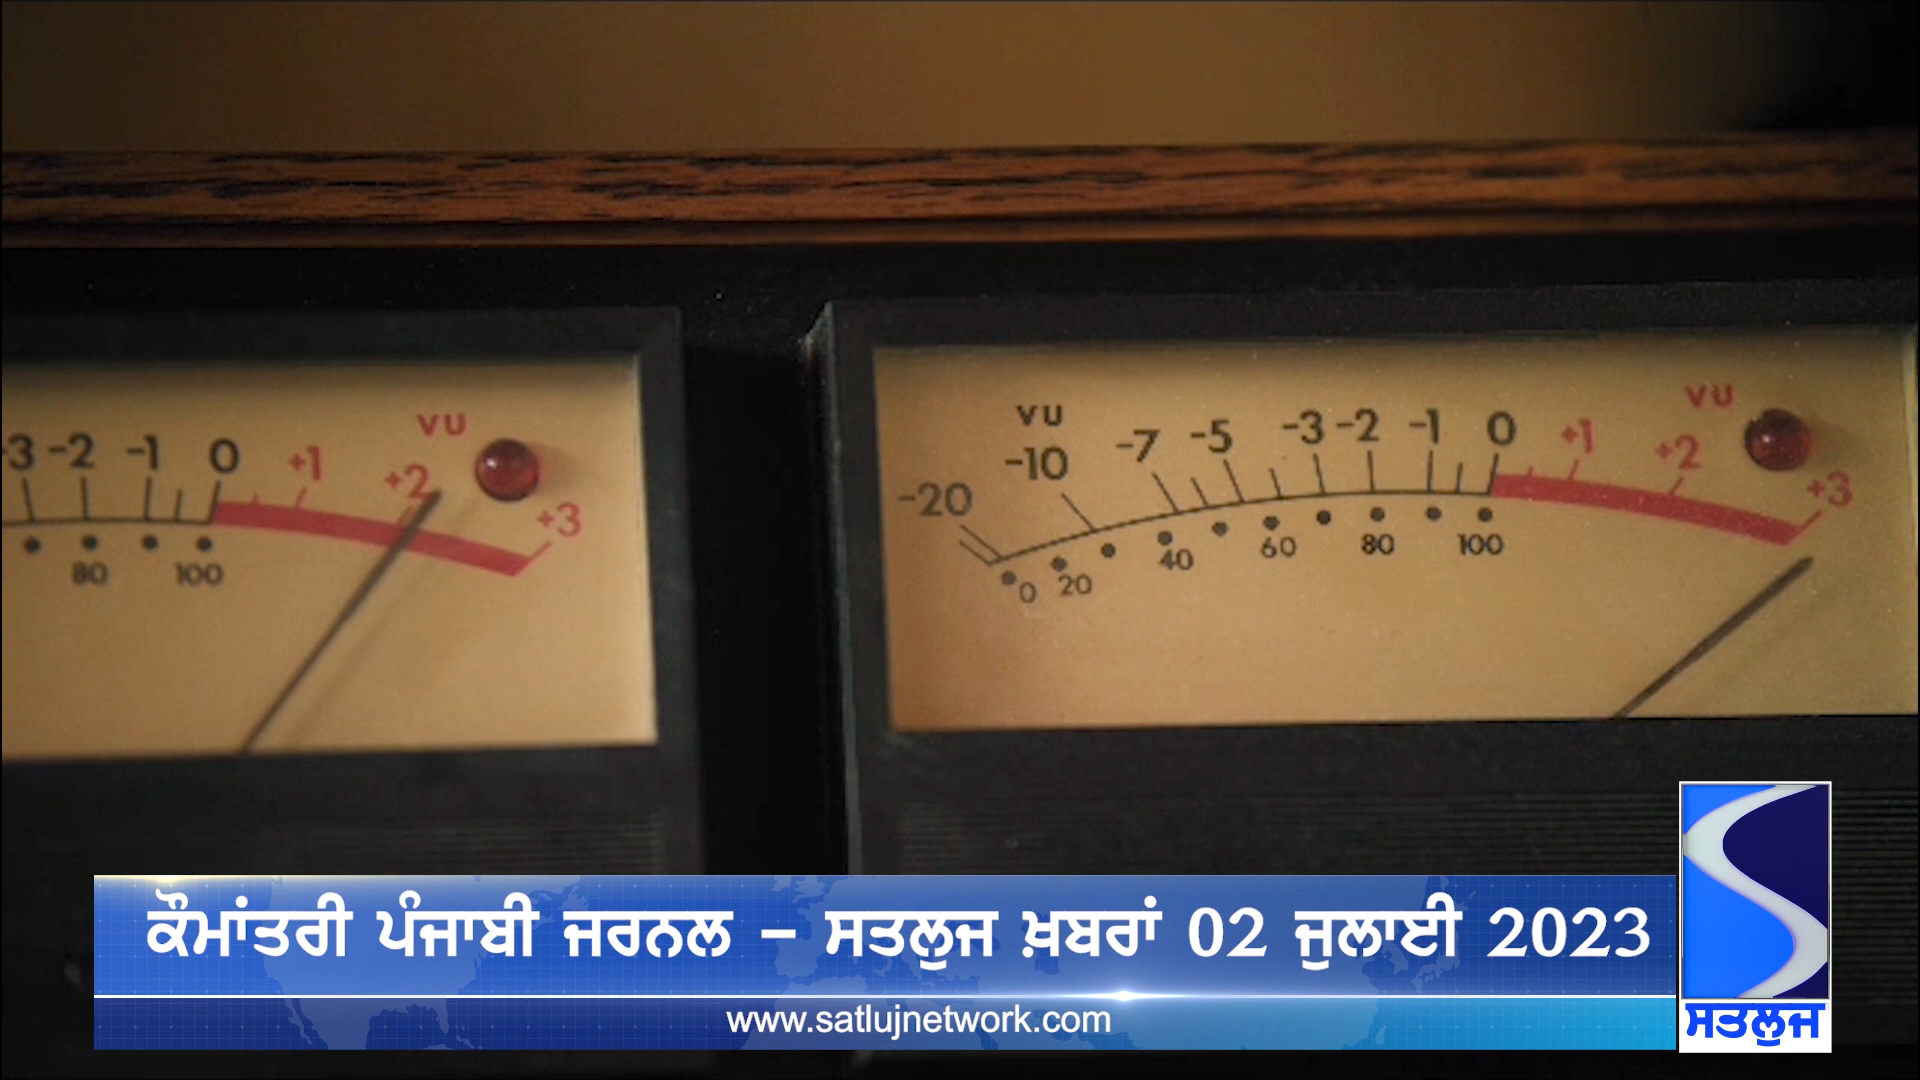 VU
-3 -2 -1 0 +1 +2 +3
80 100
VU VU
-20 -10 -7 -5 -3 -2 -1 0 +1 +2 +3
0 20 40 60 80 100
ਕੌਮਾਂਤਰੀ ਪੰਜਾਬੀ ਜਰਨਲ – ਸਤਲੁਜ ਖ਼ਬਰਾਂ 02 ਜੁਲਾਈ 2023
www.satlujnetwork.com
ਸਤਲੁਜ